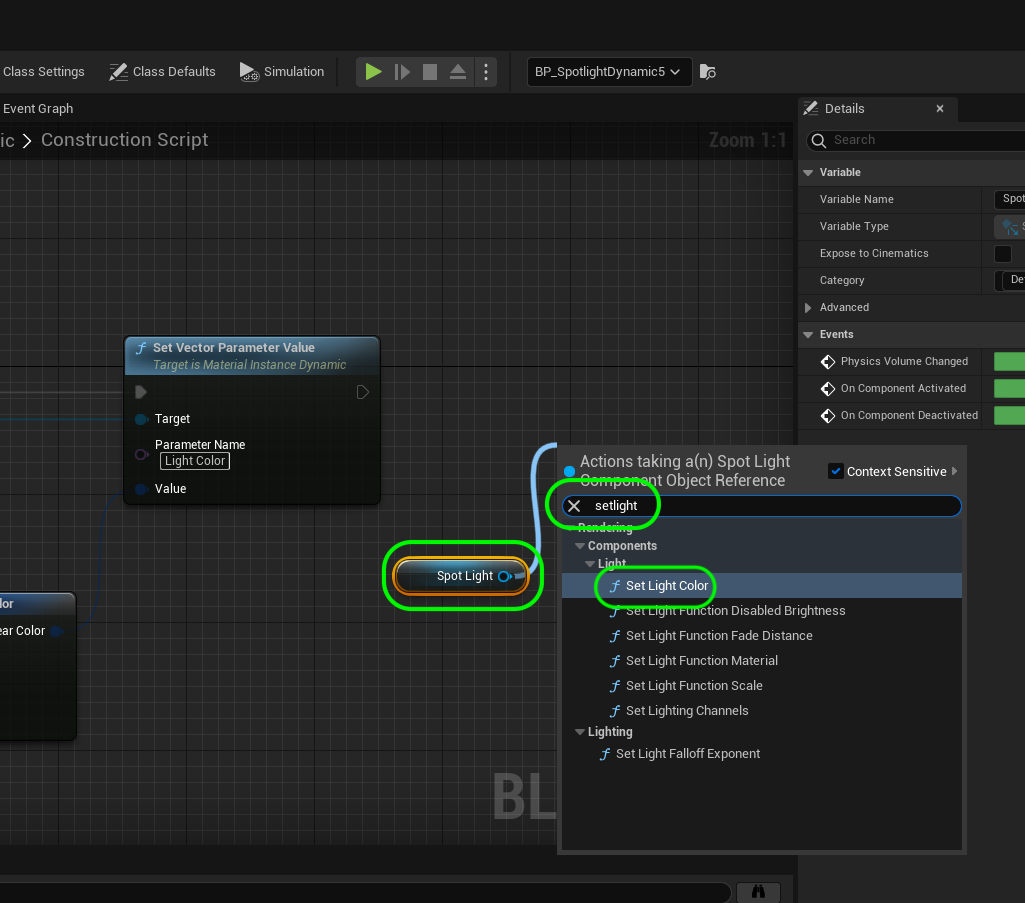 Class Settings
Class Defaults
Simulation
BP_SpotlightDynamic5
Event Graph
Details
ic > Construction Script
Zoom 1:1
Search
Variable
Variable Name
Spot
Variable Type
S
Expose to Cinematics
Category
De
Advanced
Events
Physics Volume Changed
On Component Activated
On Component Deactivated
Set Vector Parameter Value
Target is Material Instance Dynamic
Target
Parameter Name
Light Color
Value
Actions taking a(n) Spot Light
Component Object Reference
Context Sensitive
setlight
Rendering
Components
Light
Spot Light
Set Light Color
Set Light Function Disabled Brightness
Set Light Function Fade Distance
Set Light Function Material
Set Light Function Scale
Set Lighting Channels
Lighting
Set Light Falloff Exponent
lor
ear Color
BL